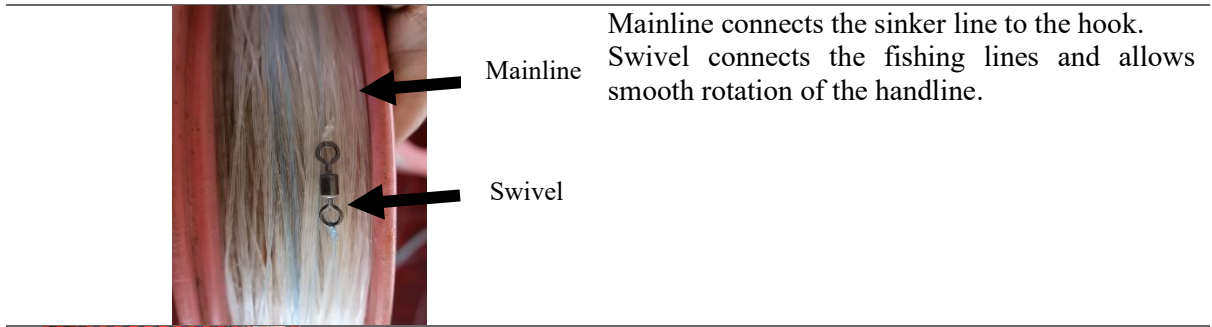 Mainline connects the sinker line to the hook.
Mainline
Swivel connects the fishing lines and allows
smooth rotation of the handline.
Swivel